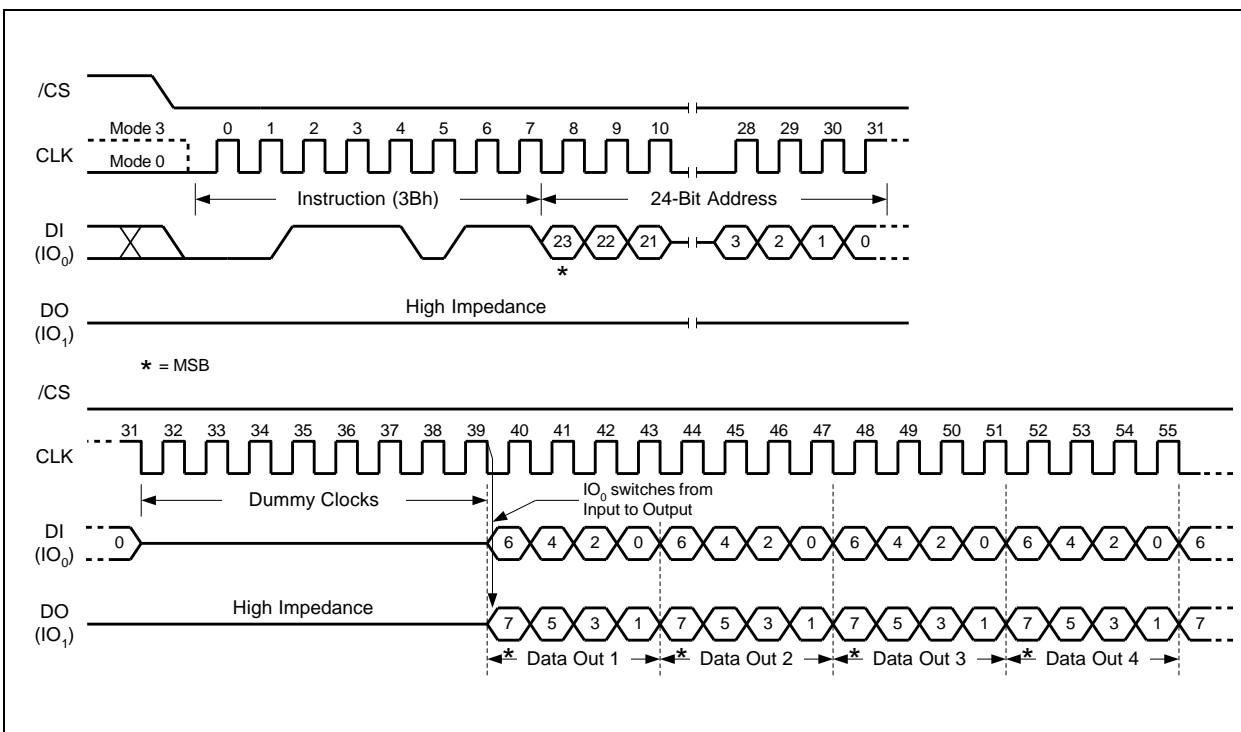 /CS
Mode 3
0 1 2 3 4 5 6 7 8 9 10 28 29 30 31
CLK
Mode 0
Instruction (3Bh) 24-Bit Address
DI
(IO0)
23 22 21 3 2 1 0
*
High Impedance
DO
(IO1)
* = MSB
/CS
31 32 33 34 35 36 37 38 39 40 41 42 43 44 45 46 47 48 49 50 51 52 53 54 55
CLK
Dummy Clocks
IO0 switches from
Input to Output
DI
(IO0)
0 6 4 2 0 6 4 2 0 6 4 2 0 6 4 2 0 6
High Impedance
DO
(IO1)
7 5 3 1 7 5 3 1 7 5 3 1 7 5 3 1 7
* Data Out 1 * Data Out 2 * Data Out 3 * Data Out 4